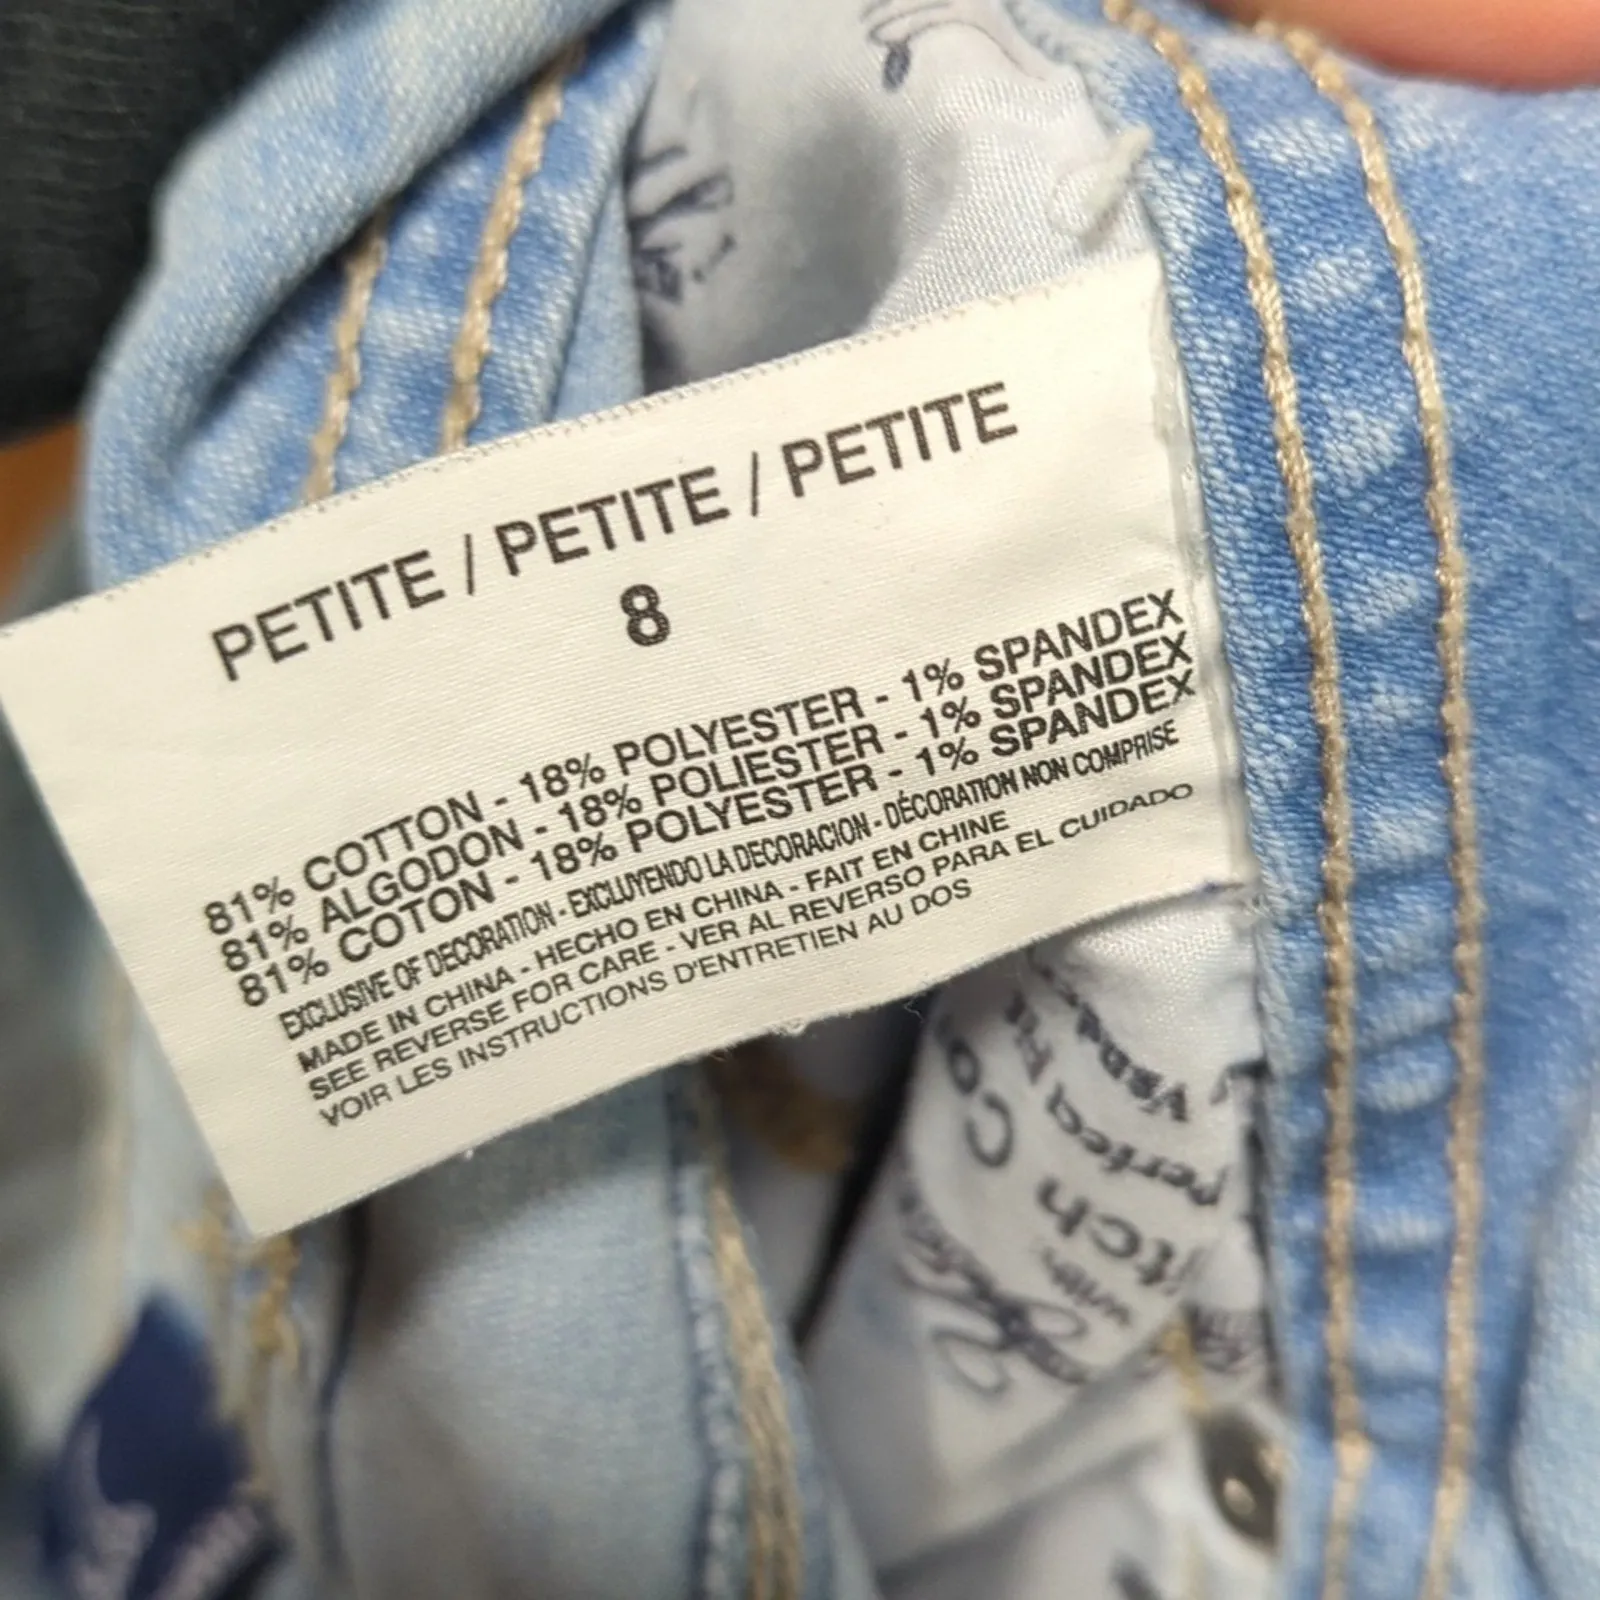 PETITE / PETITE / PETITE
8
81% COTTON - 18% POLYESTER - 1% SPANDEX
81% ALGODON - 18% POLIESTER - 1% SPANDEX
81% COTON - 18% POLYESTER - 1% SPANDEX
EXCLUSIVE OF DECORATION - EXCLUYENDO LA DECORACION - DÉCORATION NON COMPRISE
MADE IN CHINA - HECHO EN CHINA - FAIT EN CHINE
SEE REVERSE FOR CARE - VER AL REVERSO PARA EL CUIDADO
VOIR LES INSTRUCTIONS D'ENTRETIEN AU DOS
with